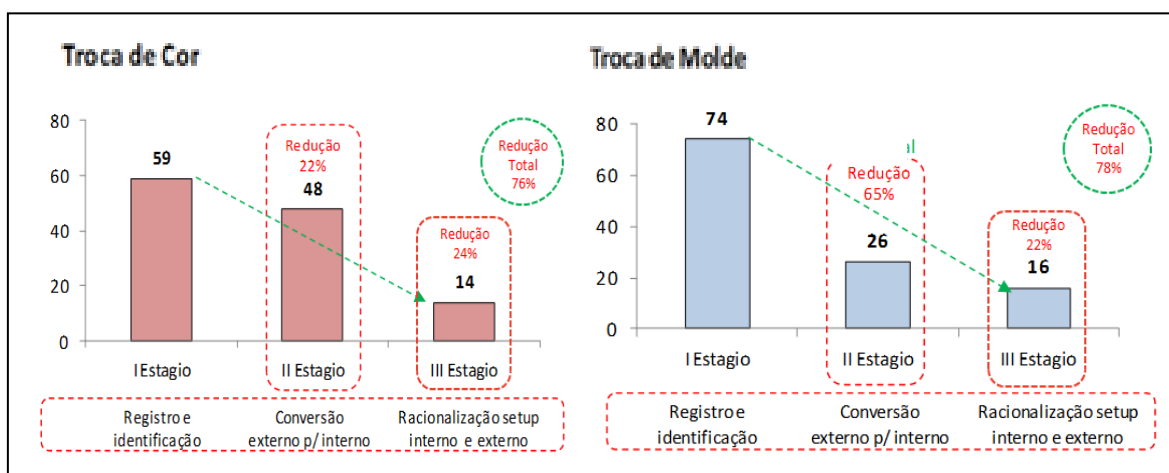 Troca de Cor
80
60
40
20
0
59
Redução
22%
48
Redução
24%
14
Redução
Total
76%
I Estagio
II Estagio
III Estagio
Registro e
identificação
Conversão
externo p/ interno
Racionalização setup
interno e externo
Troca de Molde
80
60
40
20
0
74
al
Redução
65%
26
Redução
22%
16
Redução
Total
78%
I Estagio
II Estagio
III Estagio
Registro e
identificação
Conversão
externo p/ interno
Racionalização setup
interno e externo